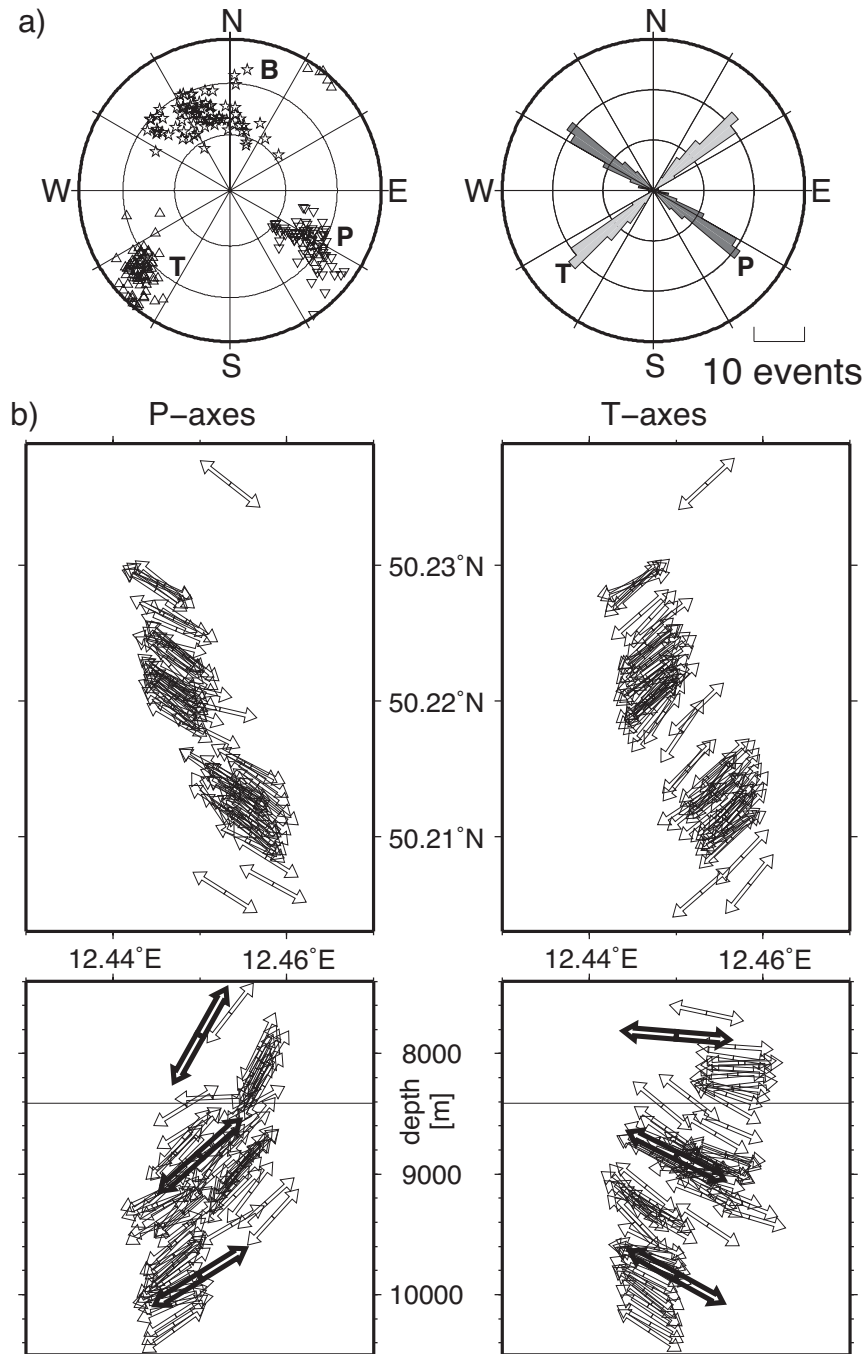 a)
N
N
B
W
E
W
E
P
T
T
P
S
S
10 events
b)
P−axes
T−axes
50.23°N
50.22°N
50.21°N
12.44°E
12.46°E
12.44°E
12.46°E
8000
depth
[m]
9000
10000